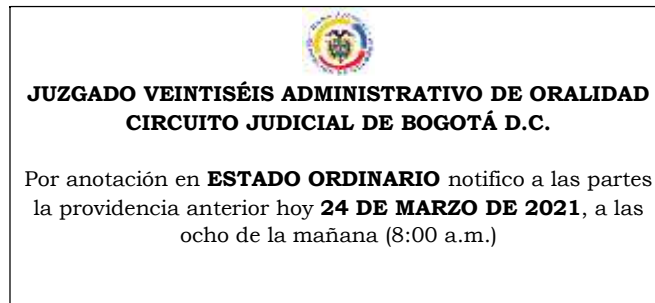 JUZGADO VEINTISÉIS ADMINISTRATIVO DE ORALIDAD
CIRCUITO JUDICIAL DE BOGOTÁ D.C.
Por anotación en ESTADO ORDINARIO notifico a las partes
la providencia anterior hoy 24 DE MARZO DE 2021, a las
ocho de la mañana (8:00 a.m.)